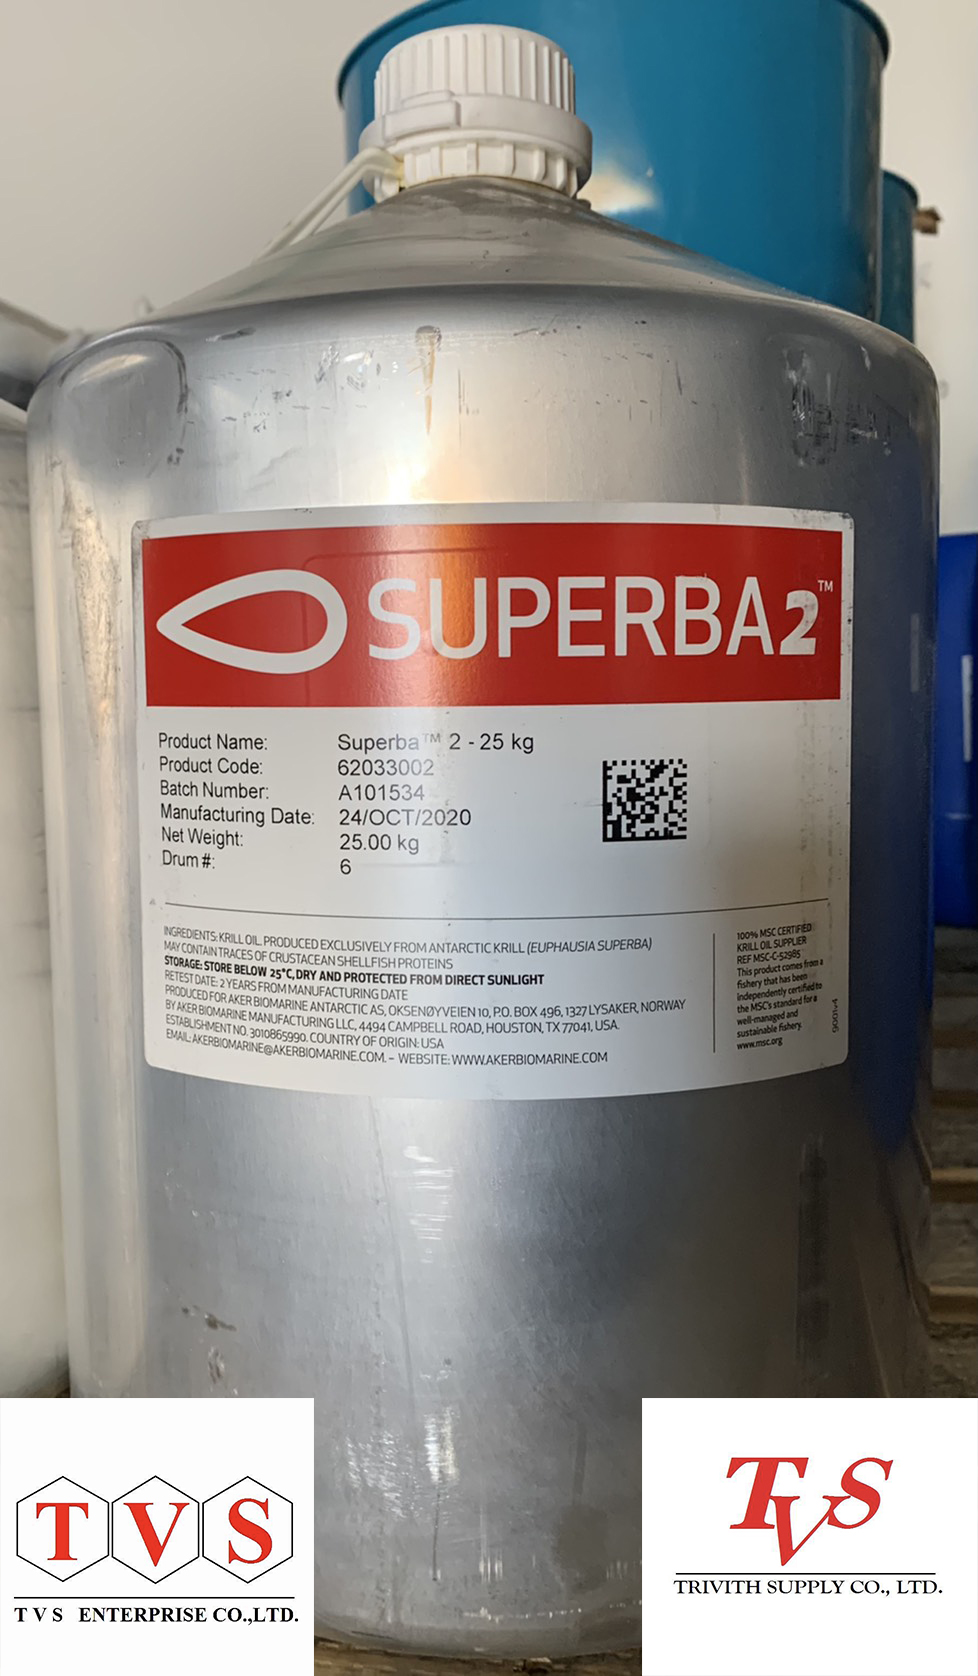 SUPERBA2™
Product Name: Superba™ 2 - 25 kg
Product Code: 62033002
Batch Number: A101534
Manufacturing Date: 24/OCT/2020
Net Weight: 25.00 kg
Drum #: 6
INGREDIENTS: KRILL OIL. PRODUCED EXCLUSIVELY FROM ANTARCTIC KRILL (EUPHAUSIA SUPERBA)
MAY CONTAIN TRACES OF CRUSTACEAN SHELLFISH PROTEINS
STORAGE: STORE BELOW 25°C, DRY AND PROTECTED FROM DIRECT SUNLIGHT
RETEST DATE: 2 YEARS FROM MANUFACTURING DATE
PRODUCED FOR AKER BIOMARINE ANTARCTIC AS, OKSENØYVEIEN 10, P.O. BOX 496, 1327 LYSAKER, NORWAY
BY AKER BIOMARINE MANUFACTURING LLC, 4494 CAMPBELL ROAD, HOUSTON, TX 77041, USA.
ESTABLISHMENT NO. 3010865990. COUNTRY OF ORIGIN: USA
EMAIL: AKERBIOMARINE@AKERBIOMARINE.COM. – WEBSITE: WWW.AKERBIOMARINE.COM
100% MSC CERTIFIED
KRILL OIL SUPPLIER
REF MSC-C-52985
This product comes from a
fishery that has been
independently certified to
the MSC's standard for a
well-managed and
sustainable fishery.
www.msc.org
TVS
TVS ENTERPRISE CO.,LTD.
TVS
TRIVITH SUPPLY CO., LTD.